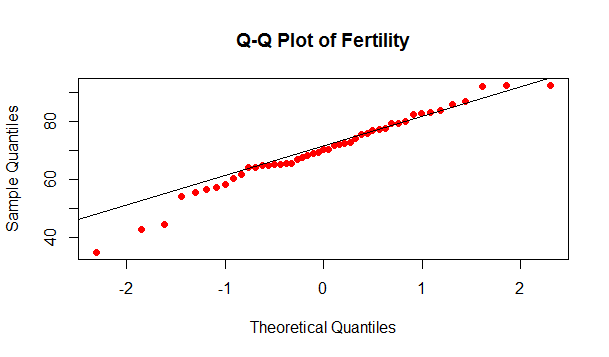 Q-Q Plot of Fertility
Sample Quantiles
80
60
40
-2 -1 0 1 2
Theoretical Quantiles